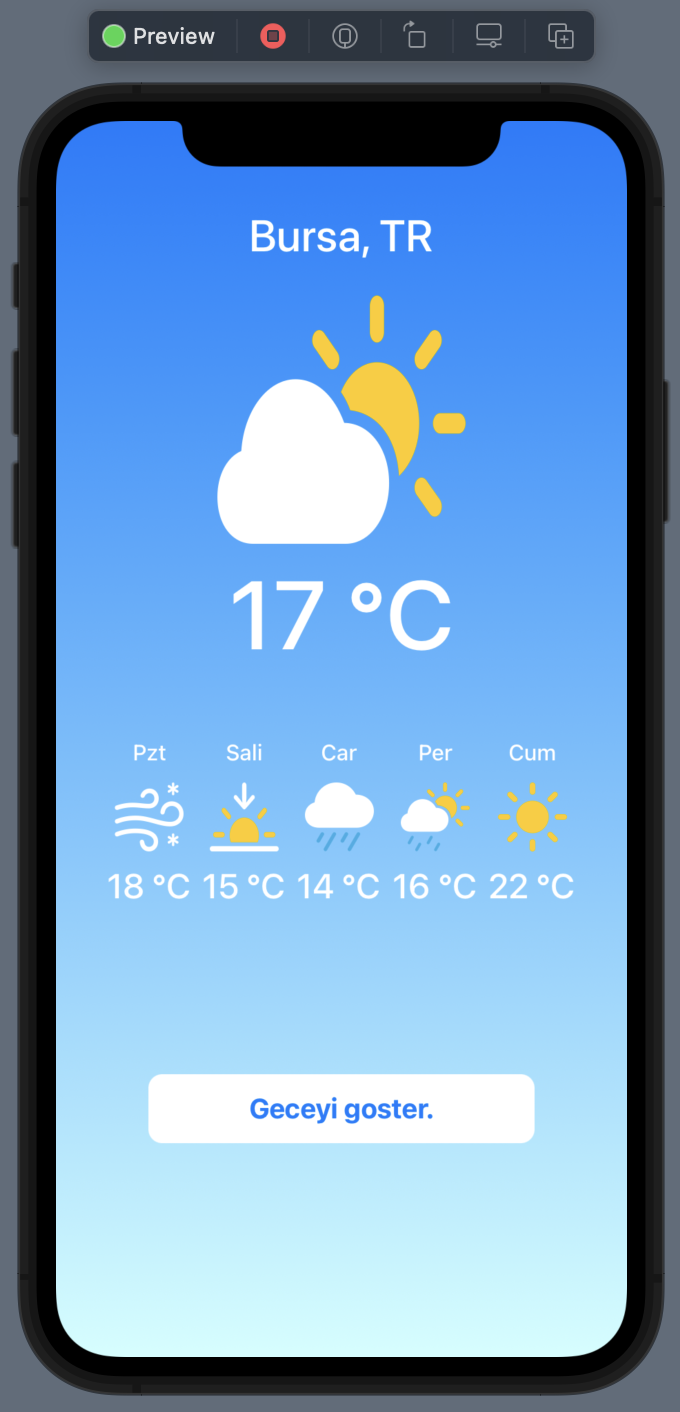 Preview
Bursa, TR
17 °C
Pzt Sali Car Per Cum
18 °C 15 °C 14 °C 16 °C 22 °C
Geceyi goster.